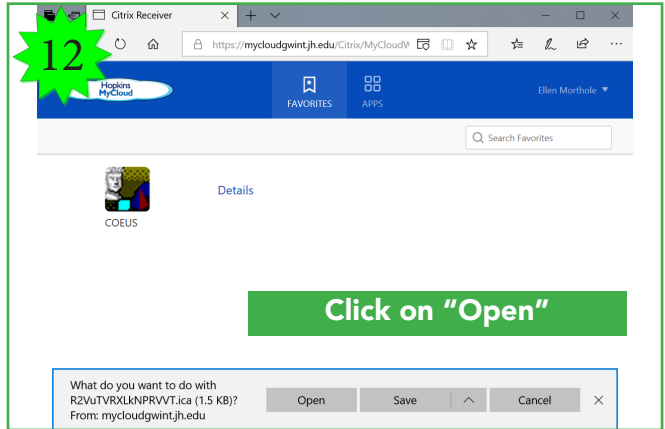 Citrix Receiver
12
https://mycloudgwint.jh.edu/Citrix/MyCloudW
Hopkins
MyCloud
FAVORITES
APPS
Ellen Morthole
Search Favorites
COEUS
Details
Click on "Open"
What do you want to do with
R2VuTVRXLkNPRVVT.ica (1.5 KB)?
From: mycloudgwint.jh.edu
Open
Save
Cancel